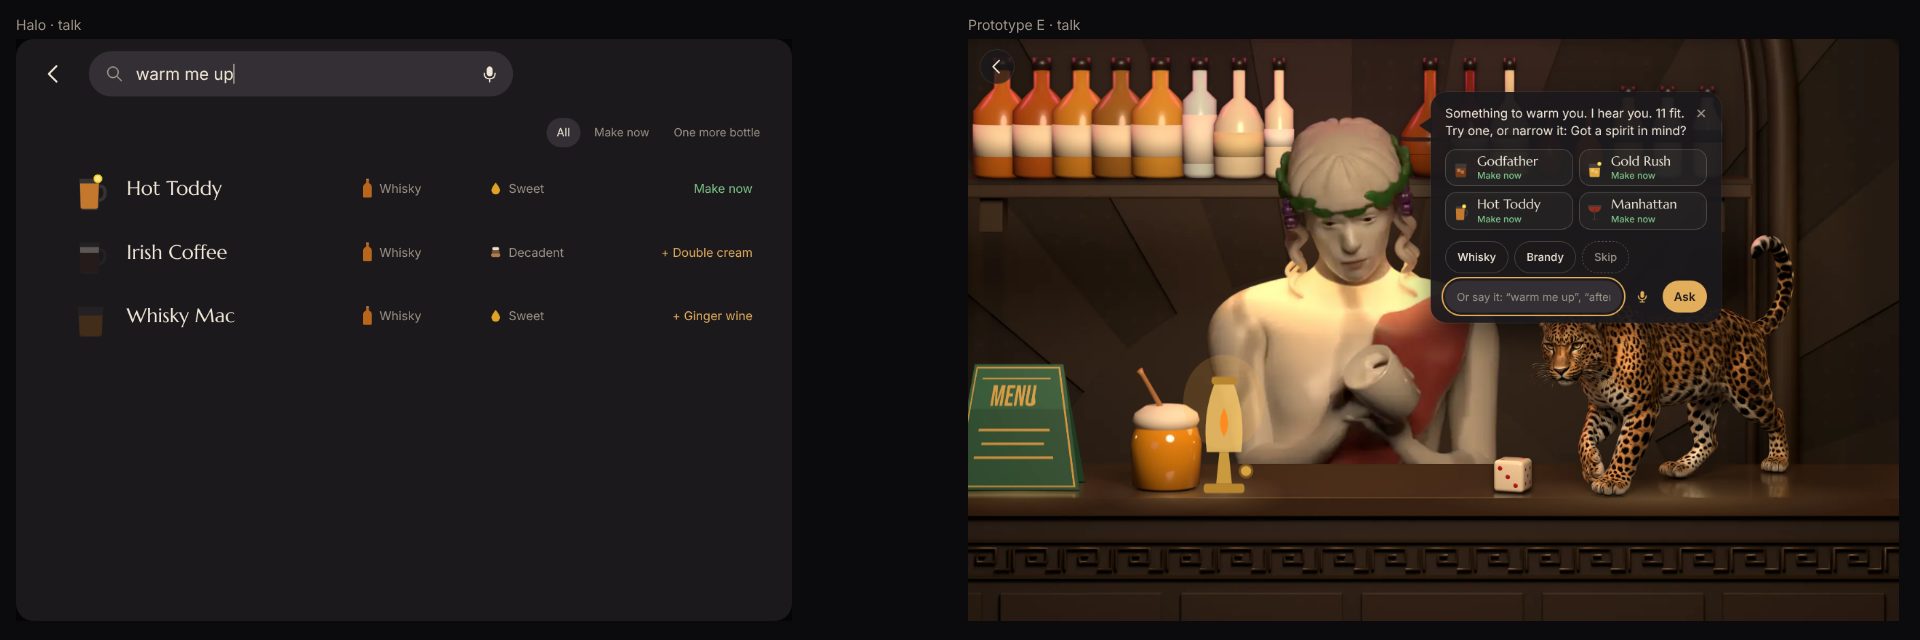 Halo · talk
warm me up
All Make now One more bottle
Hot Toddy Whisky Sweet Make now
Irish Coffee Whisky Decadent + Double cream
Whisky Mac Whisky Sweet + Ginger wine
Prototype E · talk
Something to warm you. I hear you. 11 fit.
Try one, or narrow it: Got a spirit in mind?
Godfather
Make now
Gold Rush
Make now
Hot Toddy
Make now
Manhattan
Make now
Whisky Brandy Skip
Or say it: “warm me up”, “after
Ask
MENU